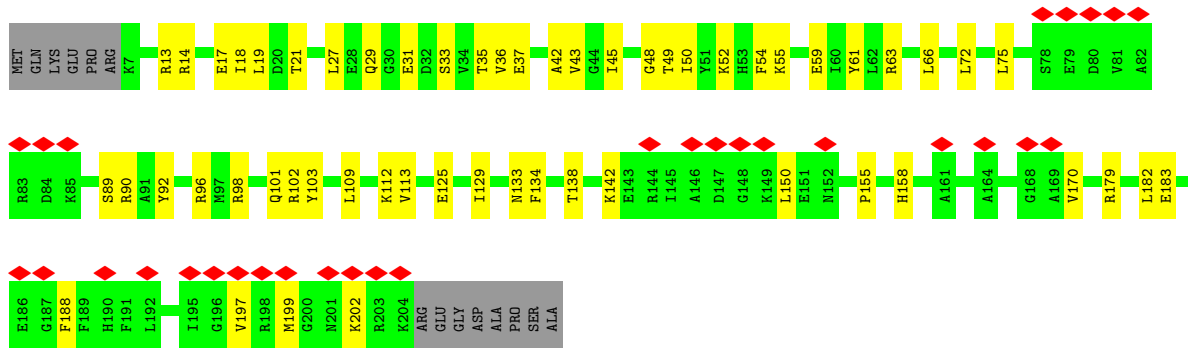 MET GLN LYS GLU PRO ARG K7 R13 R14 E17 I18 L19 D20 T21 L27 E28 Q29 G30 E31 D32 S33 V34 T35 V36 E37 A42 V43 G44 I45 G48 T49 I50 Y51 K52 H53 F54 K55 E59 I60 Y61 L62 R63 L66 L72 L75 S78 E79 D80 V81 A82
R83 D84 K85 S89 R90 A91 Y92 R96 M97 R98 Q101 R102 Y103 L109 K112 V113 E125 I129 N133 F134 T138 K142 E143 R144 I145 A146 D147 G148 K149 L150 E151 N152 P155 H158 A161 A164 G168 A169 V170 R179 L182 E183
E186 G187 F188 F189 H190 F191 L192 I195 G196 V197 R198 M199 G200 N201 K202 R203 K204 ARG GLU GLY ASP ALA PRO SER ALA